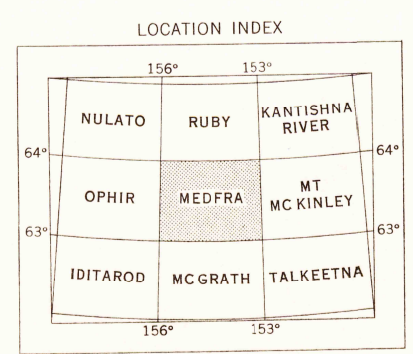 LOCATION INDEX
156° 153°
NULATO RUBY KANTISHNA
RIVER
64° 64°
OPHIR MEDFRA MT
MC KINLEY
63° 63°
IDITAROD MC GRATH TALKEETNA
156° 153°